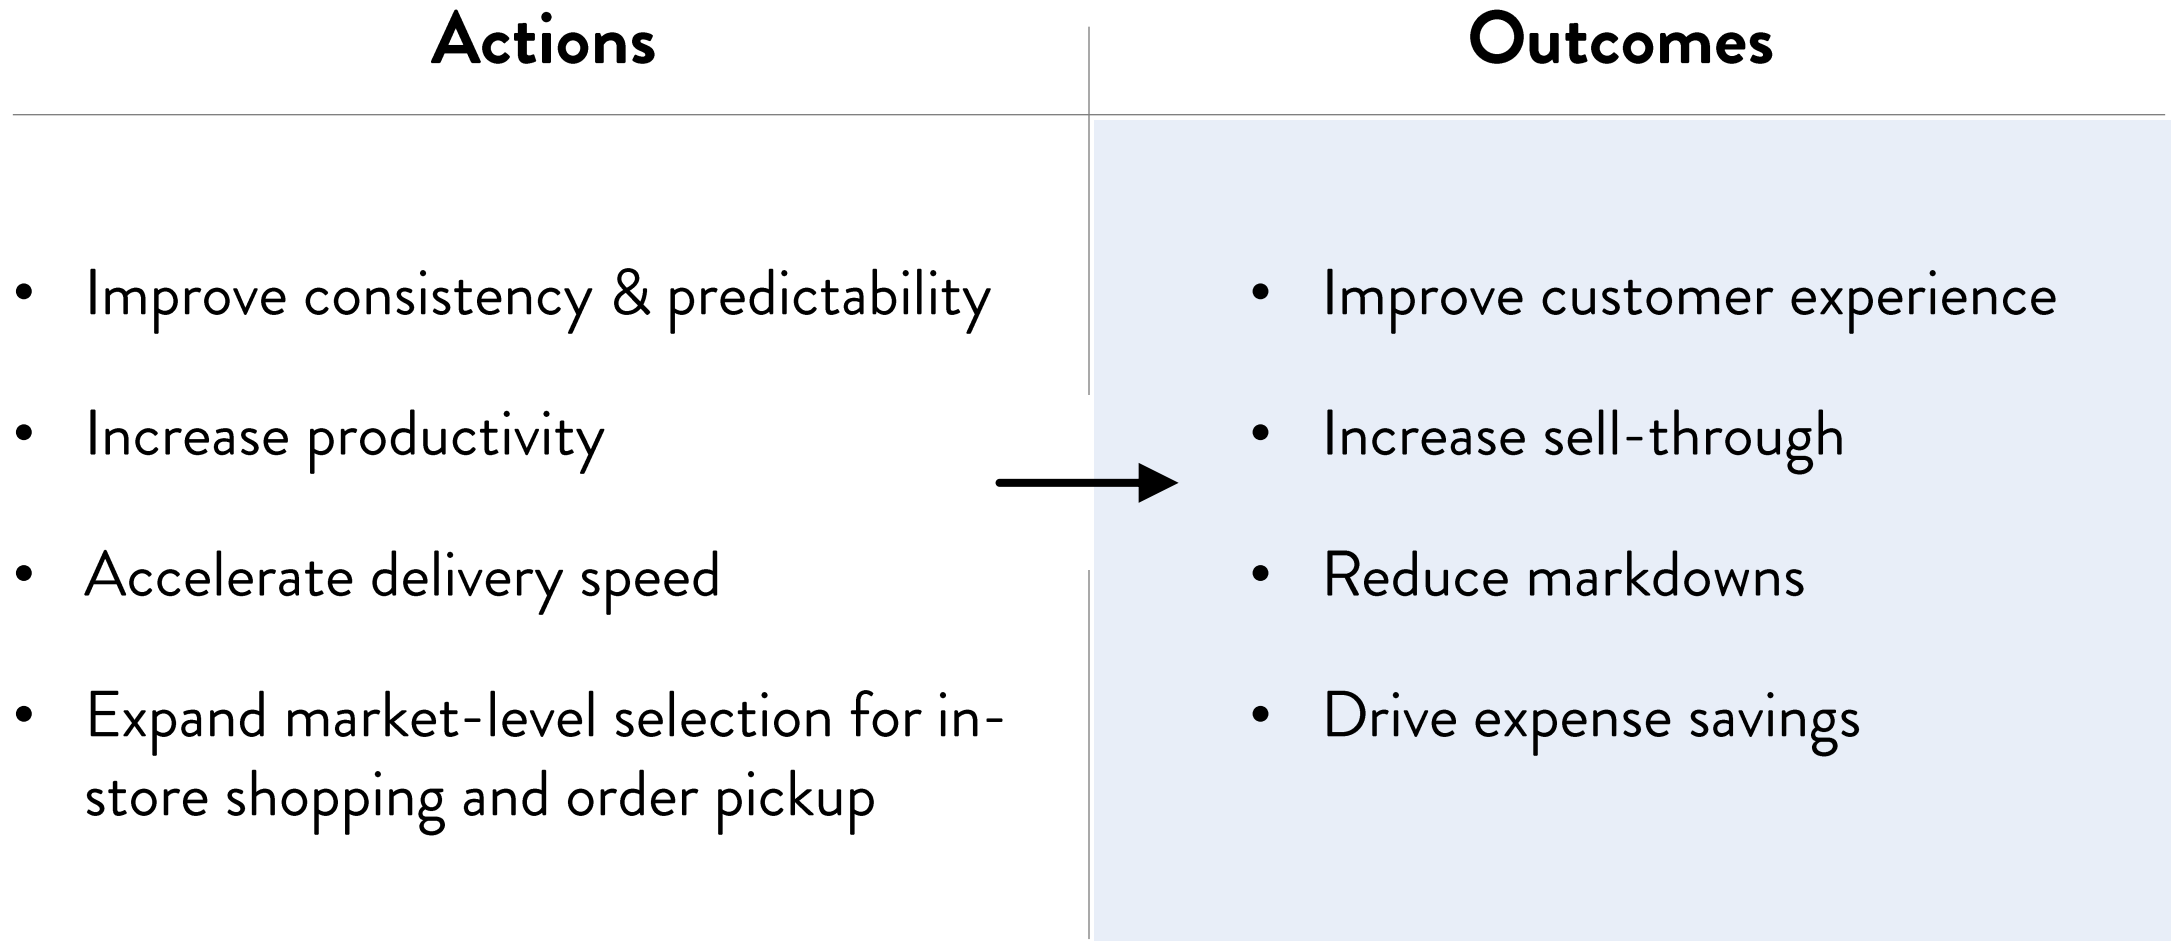 Actions
Outcomes
• Improve consistency & predictability
• Increase productivity
• Accelerate delivery speed
• Expand market-level selection for in-
store shopping and order pickup
• Improve customer experience
• Increase sell-through
• Reduce markdowns
• Drive expense savings